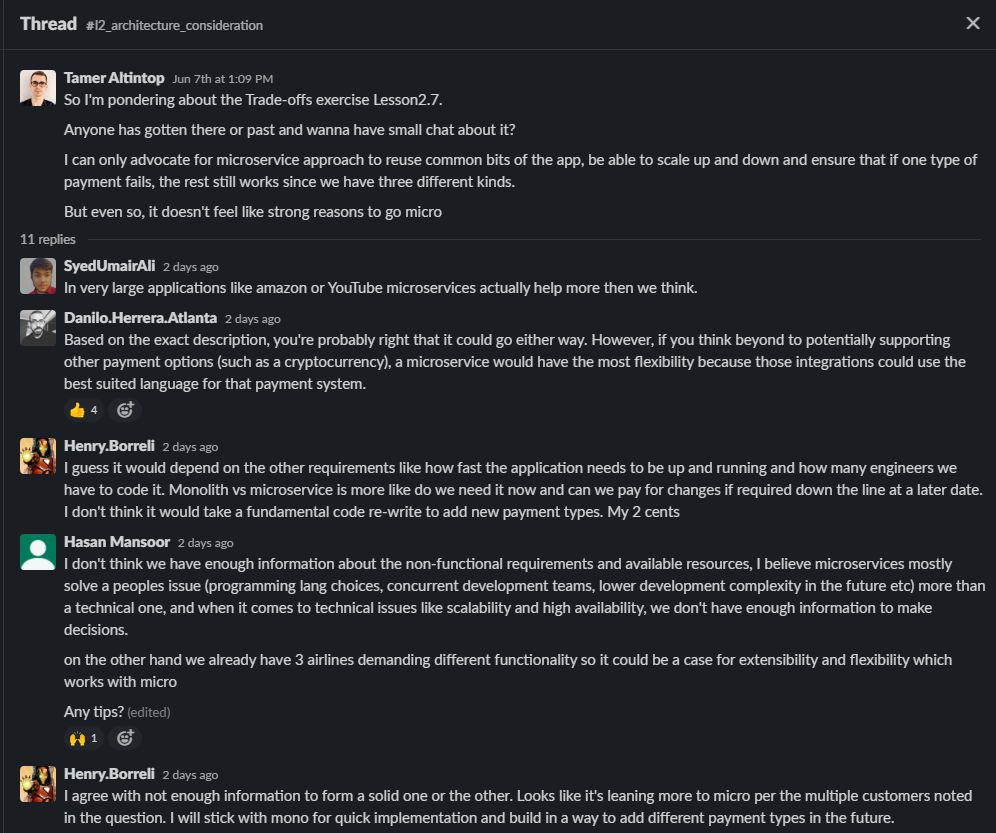 Thread #l2_architecture_consideration
Tamer Altintop Jun 7th at 1:09 PM
So I'm pondering about the Trade-offs exercise Lesson2.7.
Anyone has gotten there or past and wanna have small chat about it?
I can only advocate for microservice approach to reuse common bits of the app, be able to scale up and down and ensure that if one type of
payment fails, the rest still works since we have three different kinds.
But even so, it doesn't feel like strong reasons to go micro
11 replies
SyedUmairAli 2 days ago
In very large applications like amazon or YouTube microservices actually help more then we think.
Danilo.Herrera.Atlanta 2 days ago
Based on the exact description, you're probably right that it could go either way. However, if you think beyond to potentially supporting
other payment options (such as a cryptocurrency), a microservice would have the most flexibility because those integrations could use the
best suited language for that payment system.
4
Henry.Borreli 2 days ago
I guess it would depend on the other requirements like how fast the application needs to be up and running and how many engineers we
have to code it. Monolith vs microservice is more like do we need it now and can we pay for changes if required down the line at a later date.
I don't think it would take a fundamental code re-write to add new payment types. My 2 cents
Hasan Mansoor 2 days ago
I don't think we have enough information about the non-functional requirements and available resources, I believe microservices mostly
solve a peoples issue (programming lang choices, concurrent development teams, lower development complexity in the future etc) more than
a technical one, and when it comes to technical issues like scalability and high availability, we don't have enough information to make
decisions.
on the other hand we already have 3 airlines demanding different functionality so it could be a case for extensibility and flexibility which
works with micro
Any tips? (edited)
1
Henry.Borreli 2 days ago
I agree with not enough information to form a solid one or the other. Looks like it's leaning more to micro per the multiple customers noted
in the question. I will stick with mono for quick implementation and build in a way to add different payment types in the future.